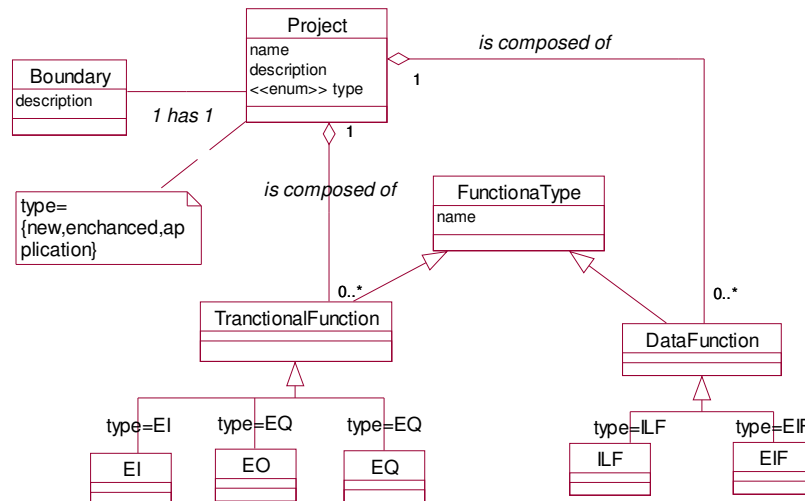 Project
name
description
<<enum>> type
is composed of
1
Boundary
description
1 has 1
1
type=
{new,enchanced,ap
plication}
is composed of
FunctionaType
name
0..*
0..*
TranctionalFunction
DataFunction
type=EI
type=EQ
type=EQ
type=ILF
type=EIF
EI
EO
EQ
ILF
EIF